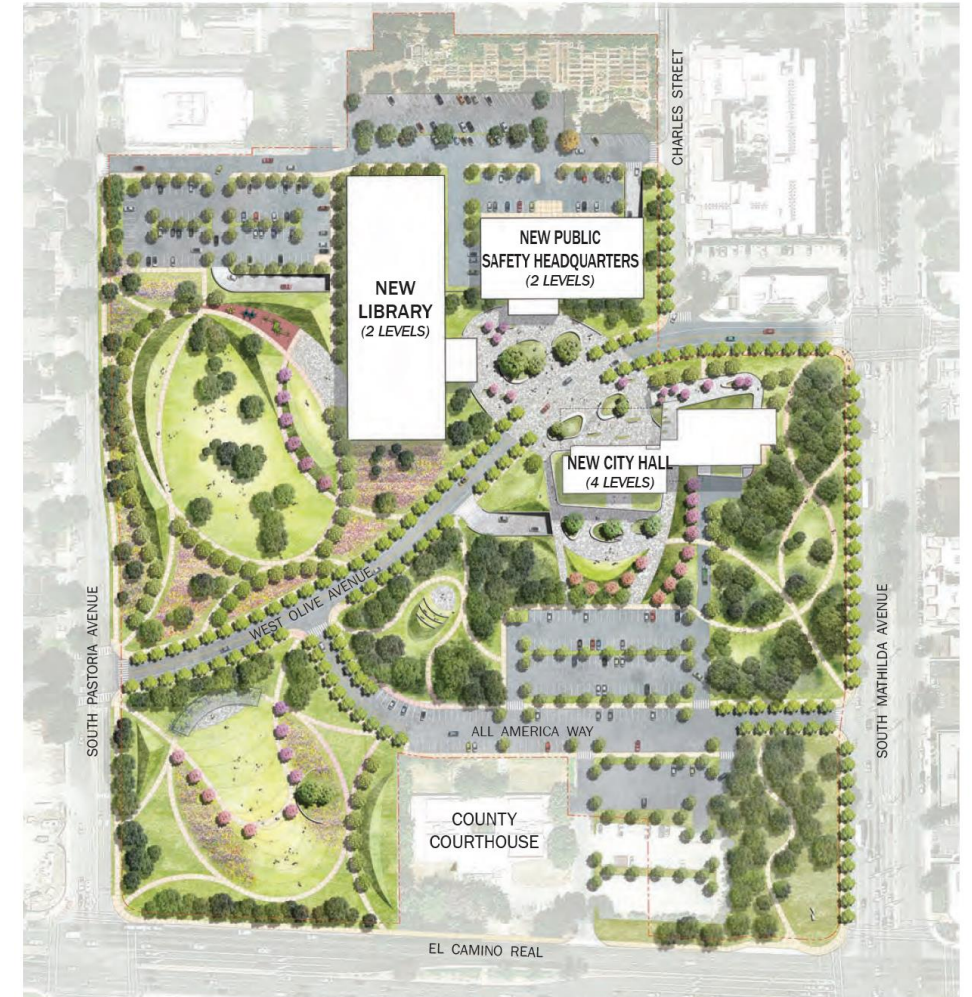 CHARLES STREET
NEW PUBLIC
SAFETY HEADQUARTERS
(2 LEVELS)
NEW
LIBRARY
(2 LEVELS)
NEW CITY HALL
(4 LEVELS)
WEST OLIVE AVENUE
SOUTH PASTORIA AVENUE
SOUTH MATHILDA AVENUE
ALL AMERICA WAY
COUNTY
COURTHOUSE
EL CAMINO REAL